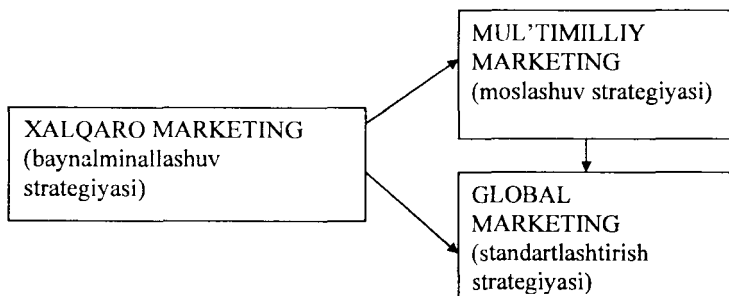 XALQARO MARKETING
(baynalminallashuv
strategiyasi)
MUL’TIMILLIY
MARKETING
(moslashuv strategiyasi)
GLOBAL
MARKETING
(standartlashtirish
strategiyasi)